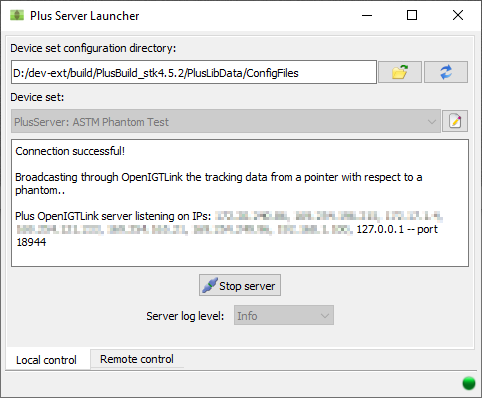 Plus Server Launcher
Device set configuration directory:
D:/dev-ext/build/PlusBuild_stk4.5.2/PlusLibData/ConfigFiles
Device set:
PlusServer: ASTM Phantom Test
Connection successful!
Broadcasting through OpenIGTLink the tracking data from a pointer with respect to a
phantom..
Plus OpenIGTLink server listening on IPs:
127.0.0.1 -- port
18944
Stop server
Server log level: Info
Local control Remote control